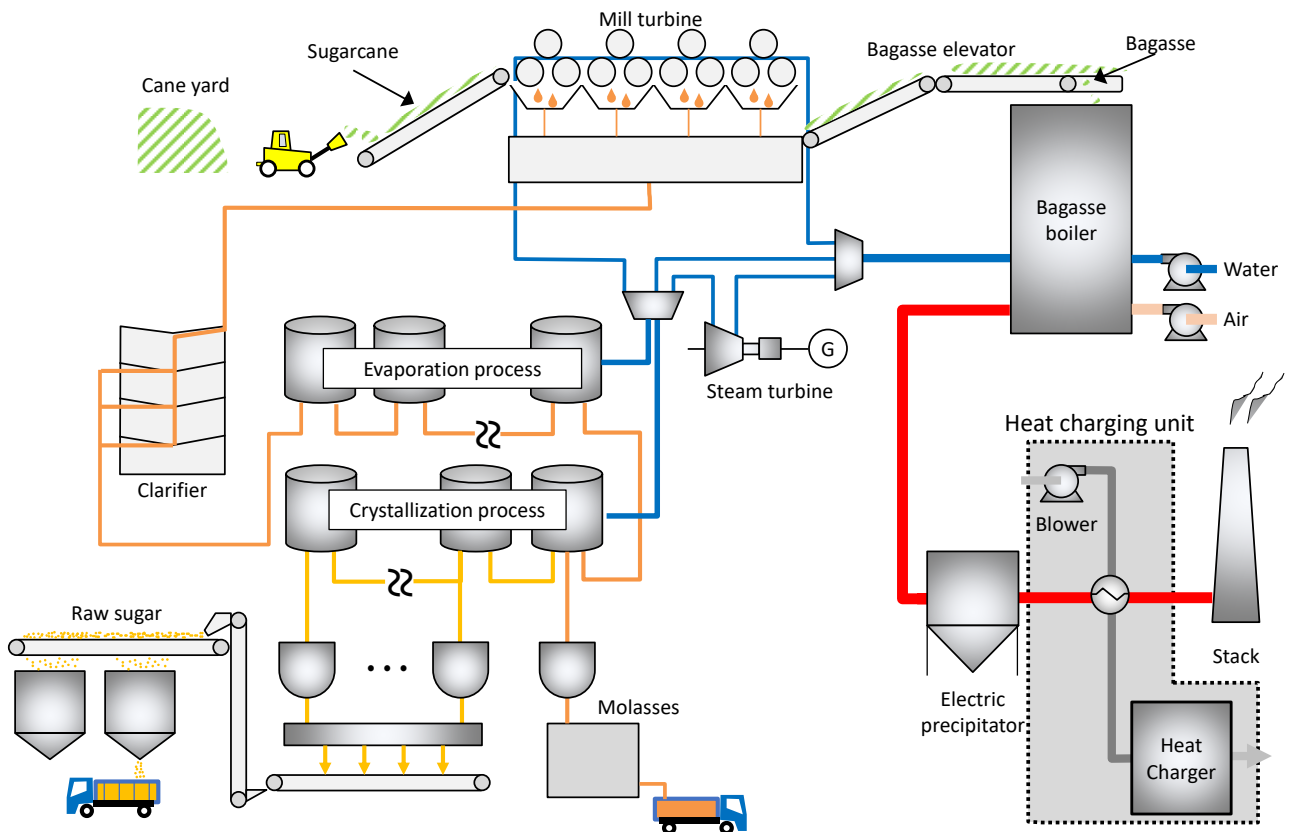 Mill turbine
Sugarcane
Bagasse elevator
Bagasse
Cane yard
Bagasse
boiler
Water
Air
Evaporation process
G
Steam turbine
Heat charging unit
Clarifier
Crystallization process
Blower
Raw sugar
Stack
Electric
precipitator
Molasses
Heat
Charger